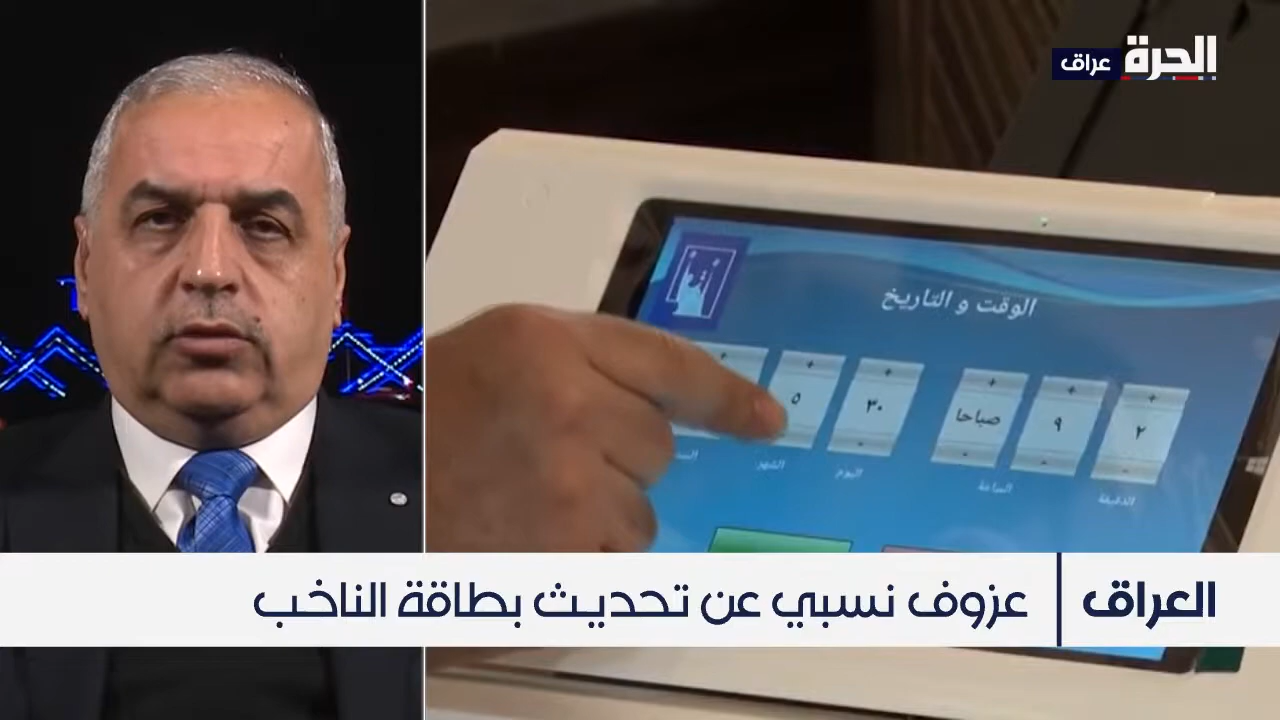 الحرة
عراق
الوقت و التاريخ
٢
٩
صباحا
٣٠
٥
الدقيقة
الساعة
اليوم
الشهر
العراق
عزوف نسبي عن تحديث بطاقة الناخب